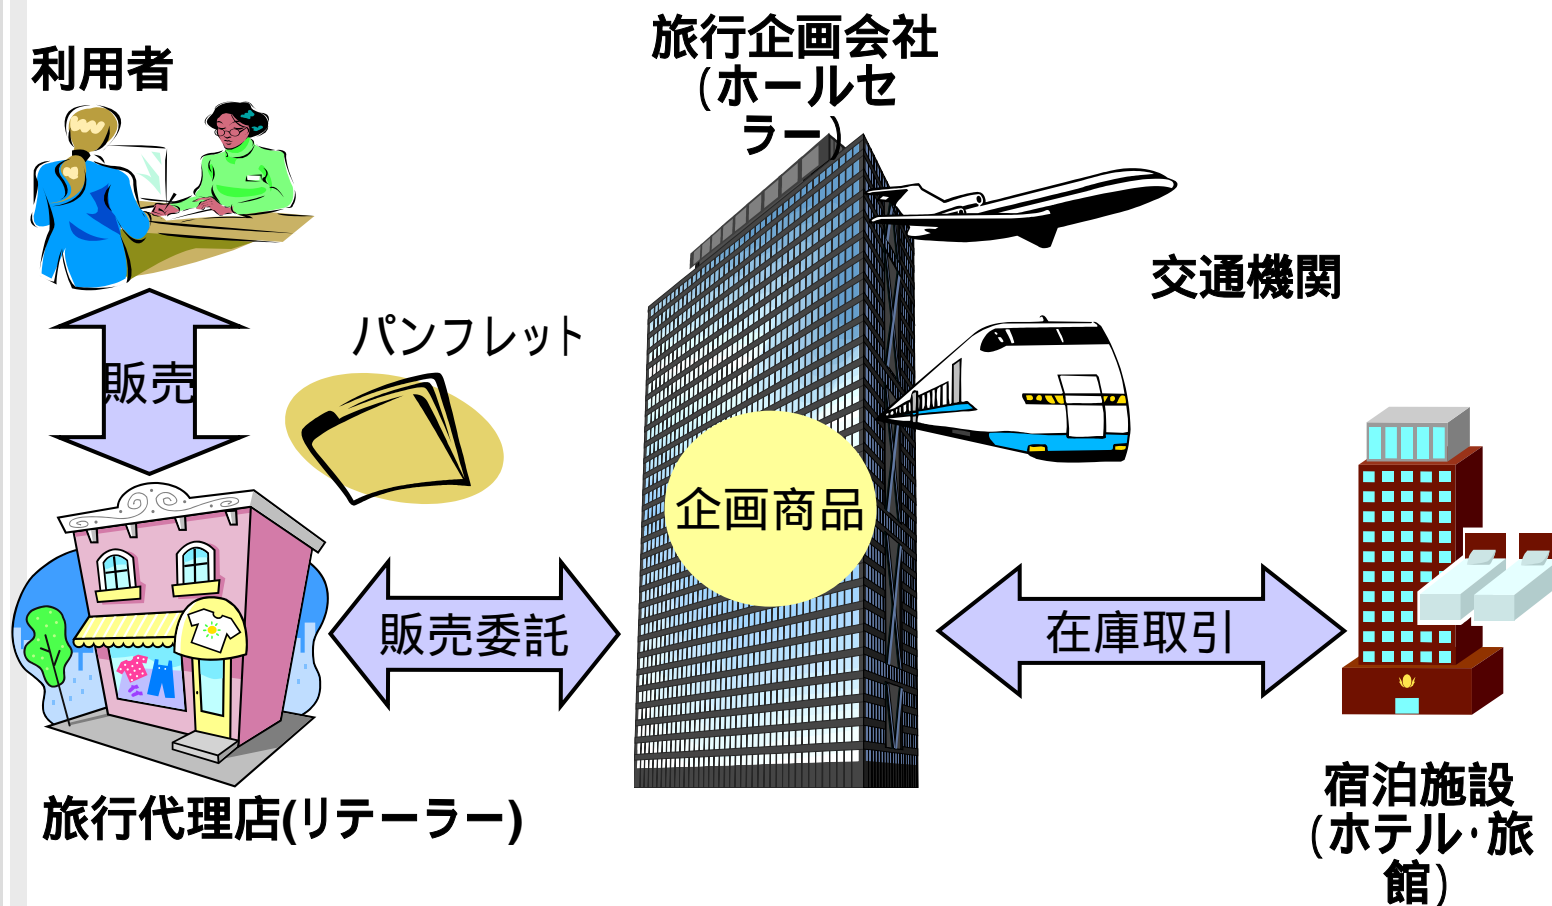 利用者
旅行企画会社
(ホールセ
ラー)
交通機関
販売
パンフレット
企画商品
販売委託
在庫取引
旅行代理店(リテーラー)
宿泊施設
(ホテル･旅
館)